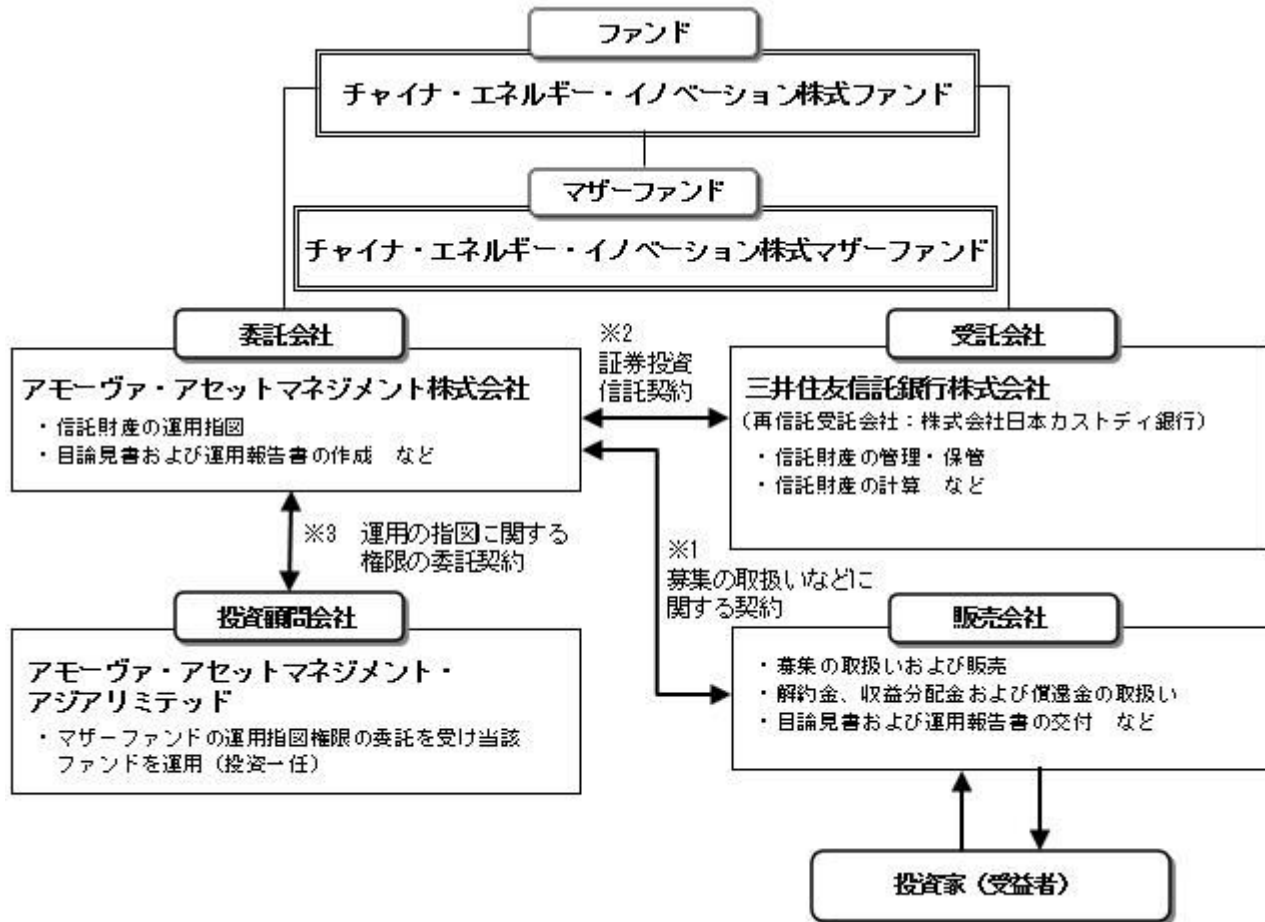 ファンド
チャイナ・エネルギー・イノベーション株式ファンド
マザーファンド
チャイナ・エネルギー・イノベーション株式マザーファンド
委託会社
アモーヴァ・アセットマネジメント株式会社
・信託財産の運用指図
・目論見書および運用報告書の作成　など
※2
証券投資
信託契約
受託会社
三井住友信託銀行株式会社
(再信託受託会社：株式会社日本カストディ銀行)
・信託財産の管理・保管
・信託財産の計算　など
※3　運用の指図に関する
権限の委託契約
※1
募集の取扱いなどに
関する契約
投資顧問会社
アモーヴァ・アセットマネジメント・
アジアリミテッド
・マザーファンドの運用指図権限の委託を受け当該
ファンドを運用（投資一任）
販売会社
・募集の取扱いおよび販売
・解約金、収益分配金および償還金の取扱い
・目論見書および運用報告書の交付　など
投資家（受益者）